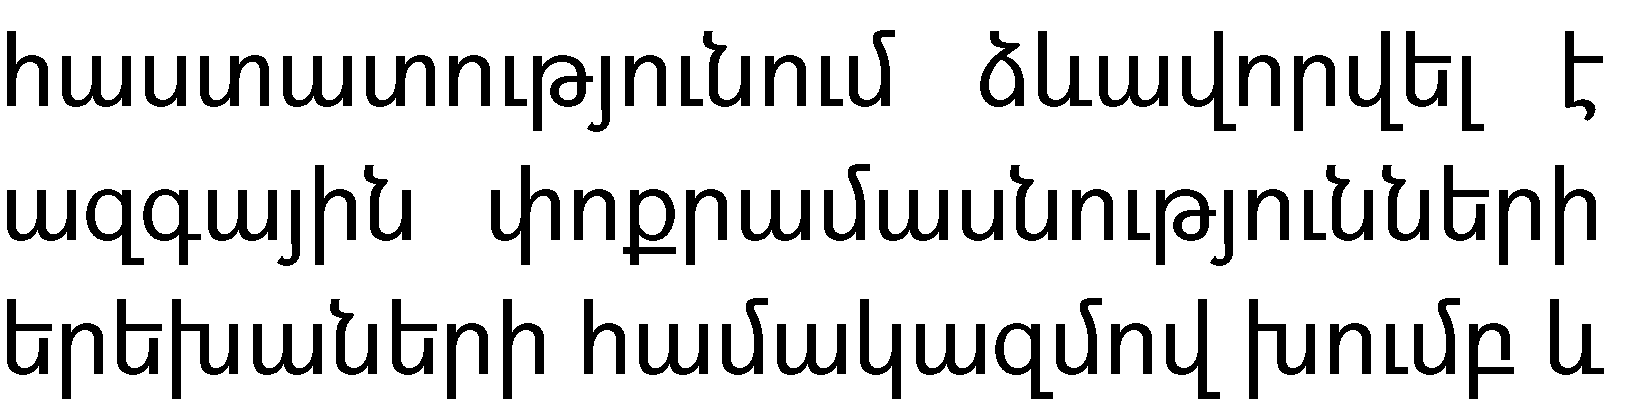 հաստատությունում ձևավորվել է
ազգային փոքրամասնությունների
երեխաների համակազմով խումբ և